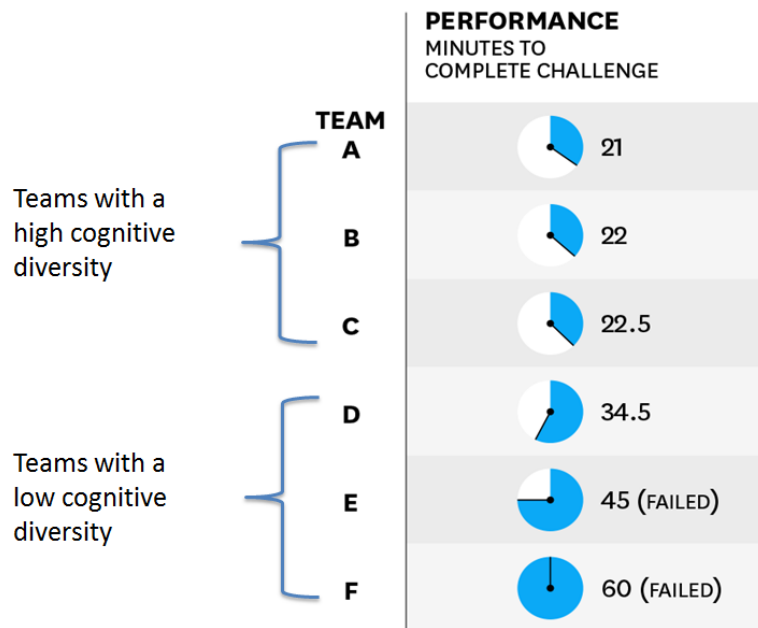 PERFORMANCE
MINUTES TO
COMPLETE CHALLENGE
TEAM
Teams with a
high cognitive
diversity
A
21
B
22
C
22.5
Teams with a
low cognitive
diversity
D
34.5
E
45 (FAILED)
F
60 (FAILED)